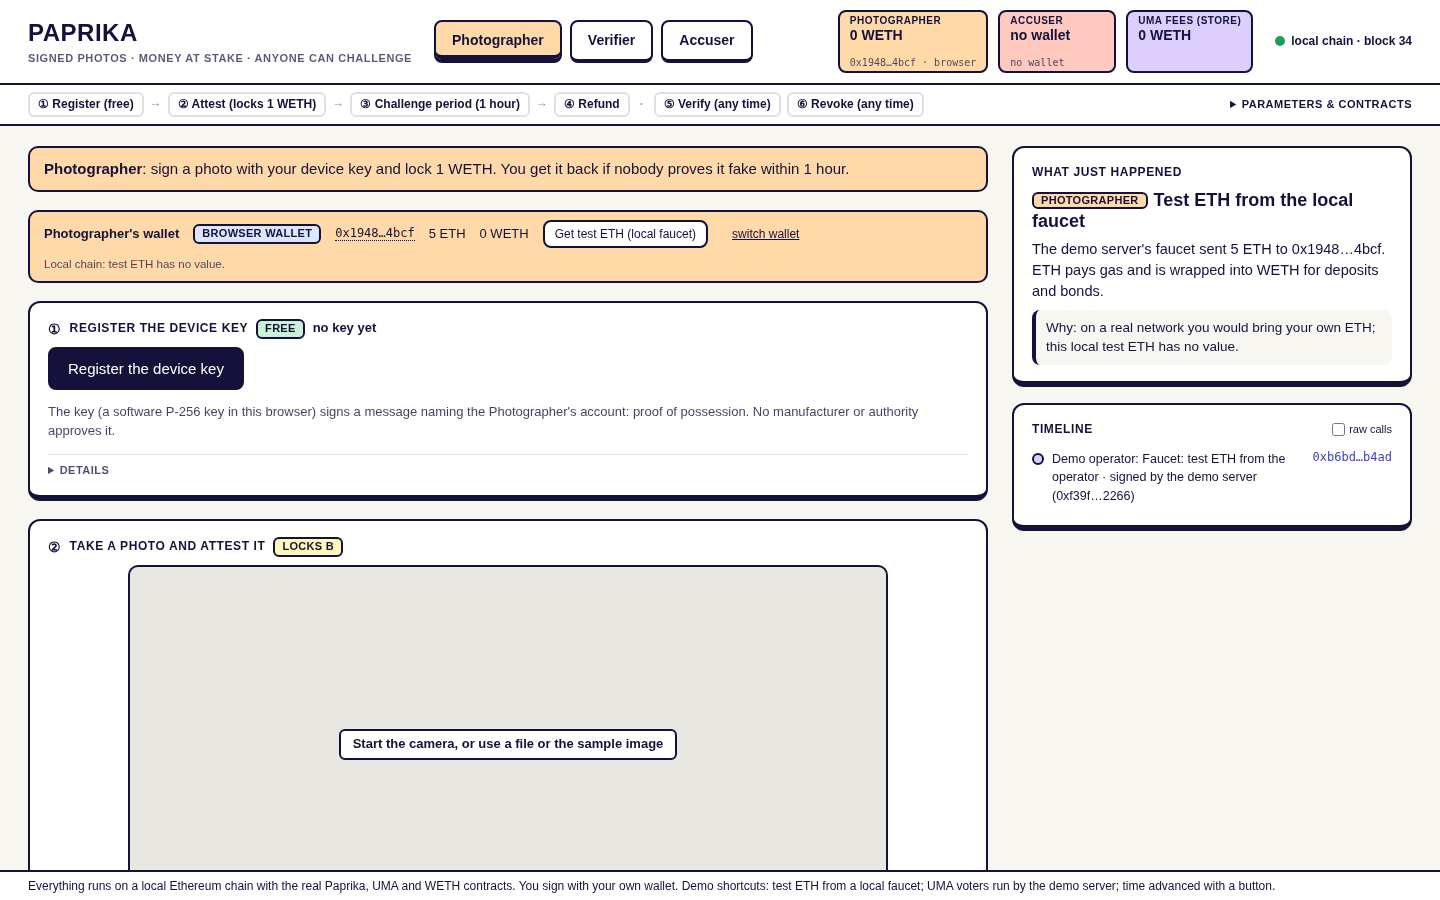 PAPRIKA
SIGNED PHOTOS · MONEY AT STAKE · ANYONE CAN CHALLENGE
Photographer
Verifier
Accuser
PHOTOGRAPHER
0 WETH
0x1948…4bcf · browser
ACCUSER
no wallet
no wallet
UMA FEES (STORE)
0 WETH
local chain · block 34
① Register (free) → ② Attest (locks 1 WETH) → ③ Challenge period (1 hour) → ④ Refund · ⑤ Verify (any time) ⑥ Revoke (any time)
▶ PARAMETERS & CONTRACTS
Photographer: sign a photo with your device key and lock 1 WETH. You get it back if nobody proves it fake within 1 hour.
Photographer's wallet BROWSER WALLET 0x1948…4bcf 5 ETH 0 WETH Get test ETH (local faucet) switch wallet
Local chain: test ETH has no value.
① REGISTER THE DEVICE KEY FREE no key yet
Register the device key
The key (a software P-256 key in this browser) signs a message naming the Photographer's account: proof of possession. No manufacturer or authority
approves it.
▶ DETAILS
② TAKE A PHOTO AND ATTEST IT LOCKS B
Start the camera, or use a file or the sample image
WHAT JUST HAPPENED
PHOTOGRAPHER Test ETH from the local
faucet
The demo server's faucet sent 5 ETH to 0x1948…4bcf.
ETH pays gas and is wrapped into WETH for deposits
and bonds.
Why: on a real network you would bring your own ETH;
this local test ETH has no value.
TIMELINE
raw calls
Demo operator: Faucet: test ETH from the
operator · signed by the demo server
(0xf39f…2266)
0xb6bd…b4ad
Everything runs on a local Ethereum chain with the real Paprika, UMA and WETH contracts. You sign with your own wallet. Demo shortcuts: test ETH from a local faucet; UMA voters run by the demo server; time advanced with a button.